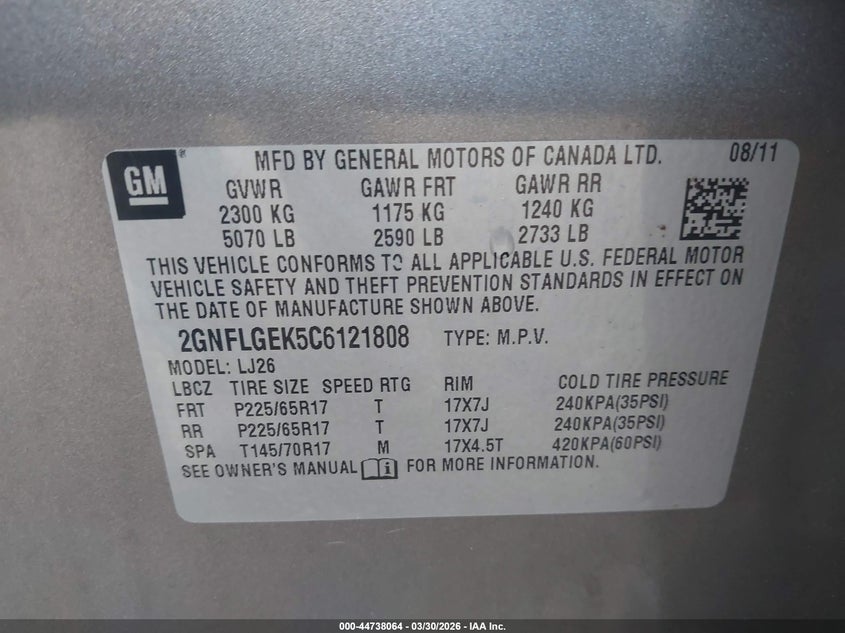 GM ® MFD BY GENERAL MOTORS OF CANADA LTD. 08/11
GVWR GAWR FRT GAWR RR
2300 KG 1175 KG 1240 KG
5070 LB 2590 LB 2733 LB
THIS VEHICLE CONFORMS TO ALL APPLICABLE U.S. FEDERAL MOTOR
VEHICLE SAFETY AND THEFT PREVENTION STANDARDS IN EFFECT ON
THE DATE OF MANUFACTURE SHOWN ABOVE.
2GNFLGEK5C6121808 TYPE: M.P.V.
MODEL: LJ26
LBCZ TIRE SIZE SPEED RTG RIM COLD TIRE PRESSURE
FRT P225/65R17 T 17X7J 240KPA(35PSI)
RR P225/65R17 T 17X7J 240KPA(35PSI)
SPA T145/70R17 M 17X4.5T 420KPA(60PSI)
SEE OWNER'S MANUAL i FOR MORE INFORMATION.
000-44738064 - 03/30/2026 - IAA Inc.